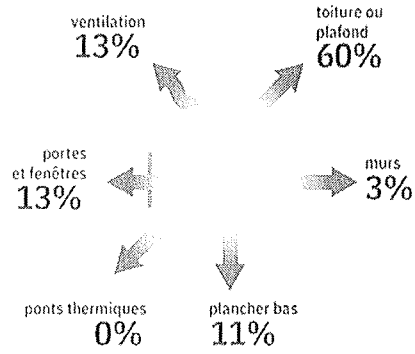 ventilation
13%
toiture ou
plafond
60%
portes
et fenêtres
13%
murs
3%
ponts thermiques
0%
plancher bas
11%